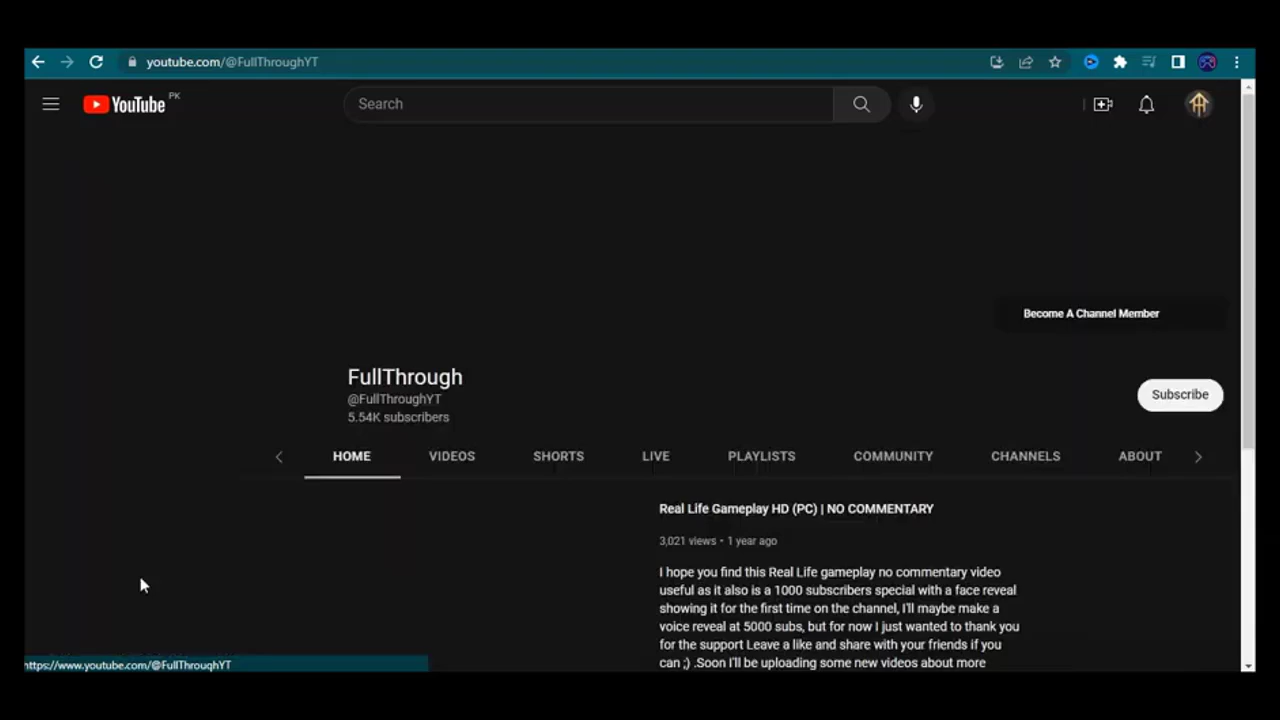 youtube.com/@FullThroughYT
YouTube PK
Search
Become A Channel Member
FullThrough
@FullThroughYT
5.54K subscribers
Subscribe
HOME VIDEOS SHORTS LIVE PLAYLISTS COMMUNITY CHANNELS ABOUT
Real Life Gameplay HD (PC) | NO COMMENTARY
3,021 views • 1 year ago
I hope you find this Real Life gameplay no commentary video
useful as it also is a 1000 subscribers special with a face reveal
showing it for the first time on the channel, I'll maybe make a
voice reveal at 5000 subs, but for now I just wanted to thank you
for the support Leave a like and share with your friends if you
can ;) .Soon I'll be uploading some new videos about more
https://www.youtube.com/@FullThroughYT